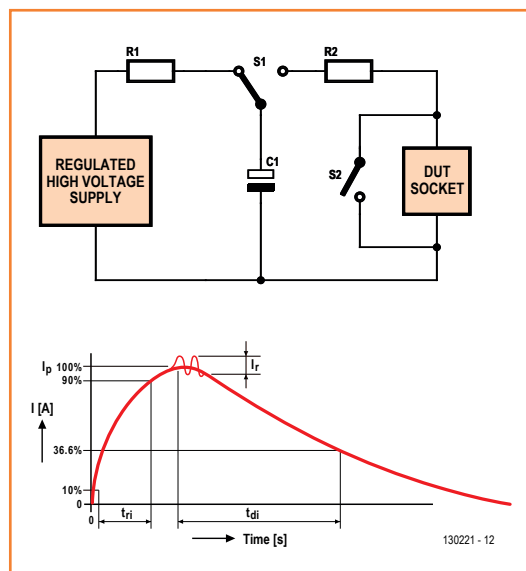 R1
S1
R2
REGULATED
HIGH VOLTAGE
SUPPLY
C1
S2
DUT
SOCKET
Ip 100%
Ir
90%
I [A]
36.6%
10%
0
0
tri
tdi
Time [s]
130221 - 12